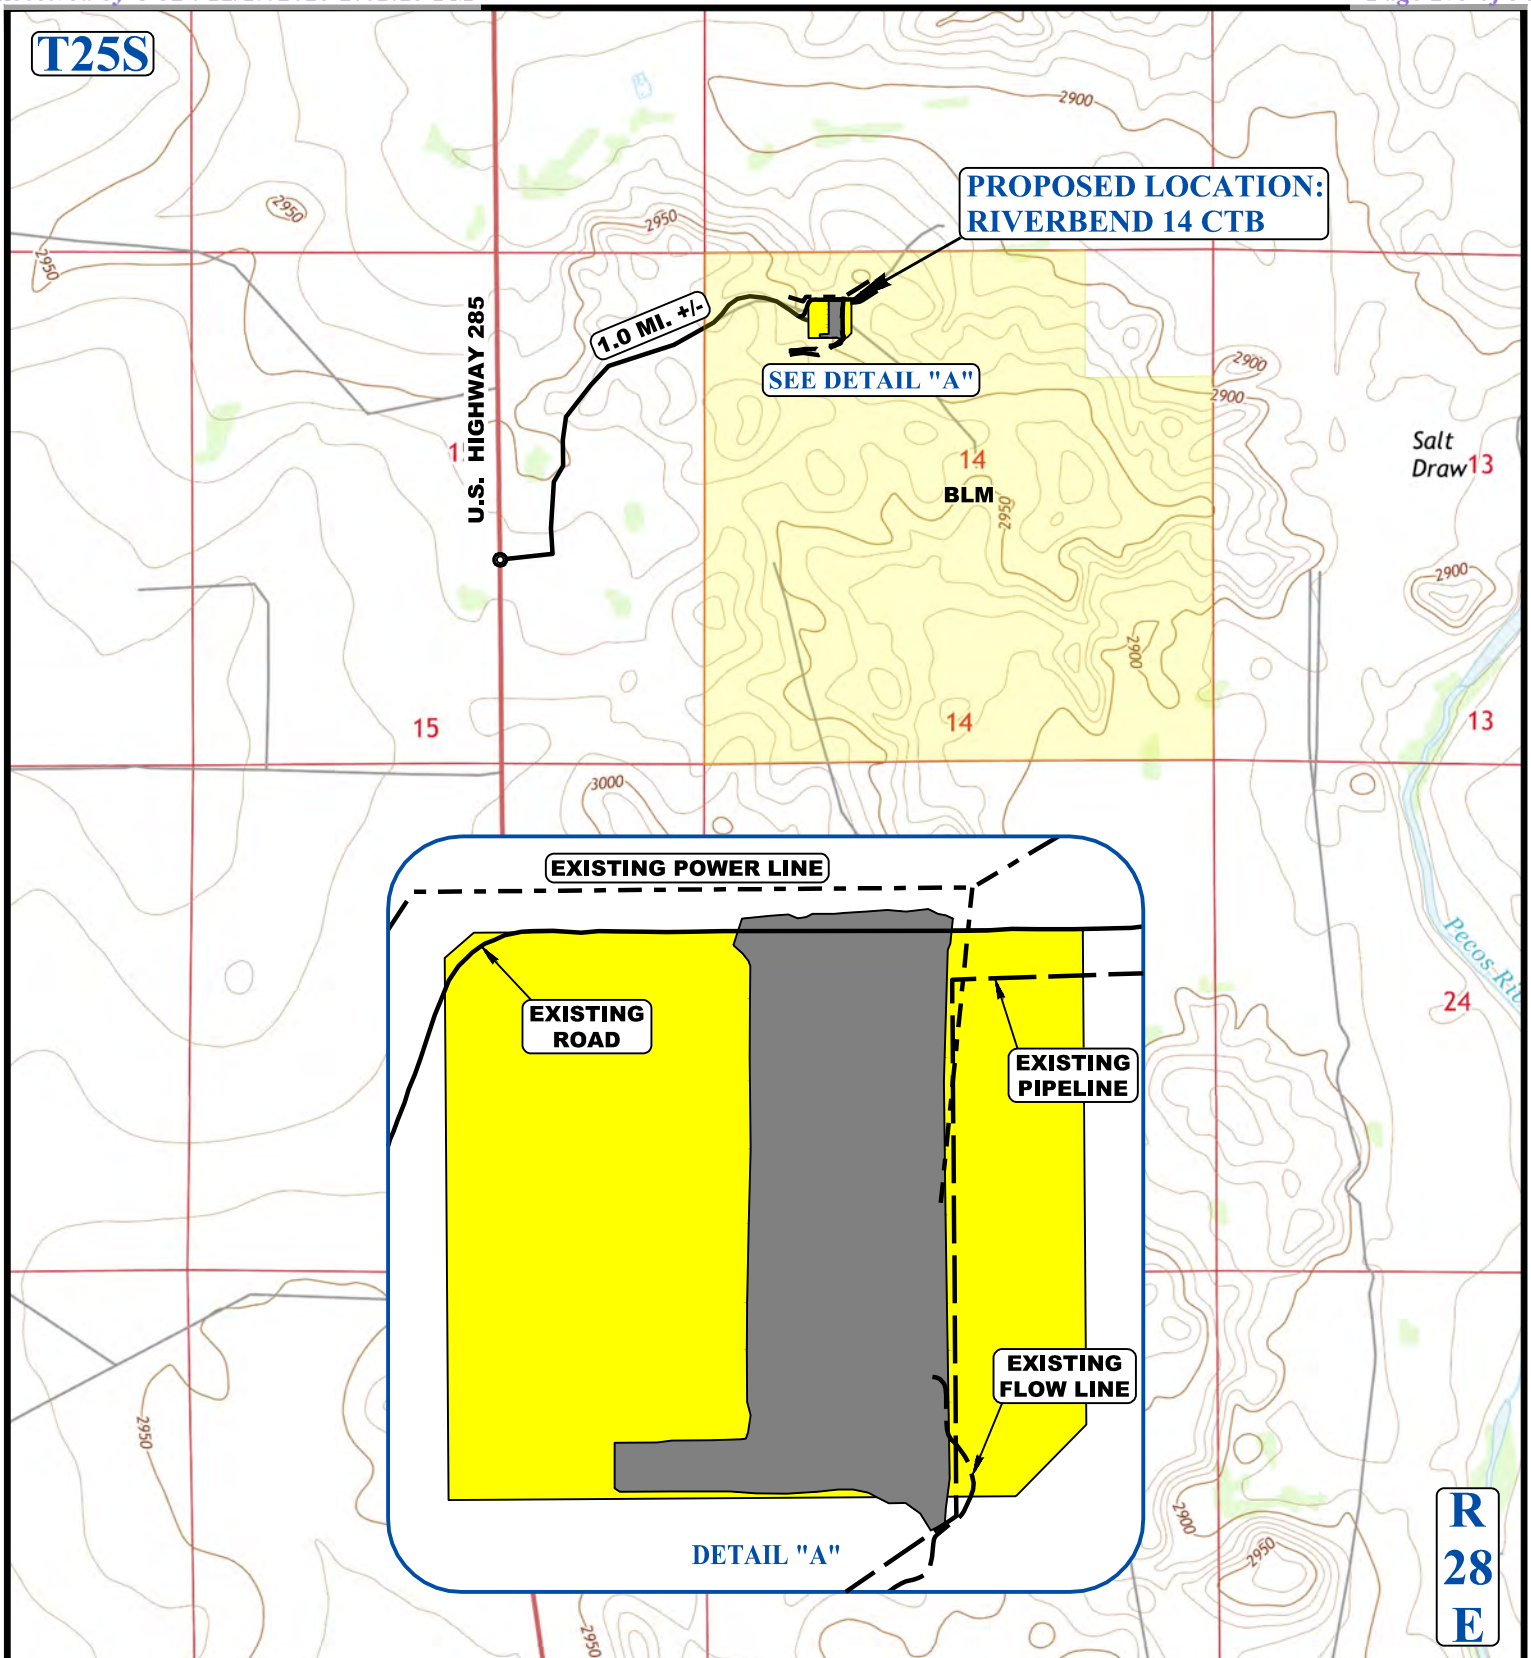 T25S
2900
PROPOSED LOCATION:
RIVERBEND 14 CTB
2950
2950
2950
U.S. HIGHWAY 285
1.0 MI. +/-
SEE DETAIL "A"
2900
2900
14
BLM
2950
Salt
Draw
13
2900
2900
15
14
13
3000
EXISTING POWER LINE
EXISTING
ROAD
EXISTING
PIPELINE
24
EXISTING
FLOW LINE
DETAIL "A"
2950
2900
2950
2950
Pecos
R
28
E